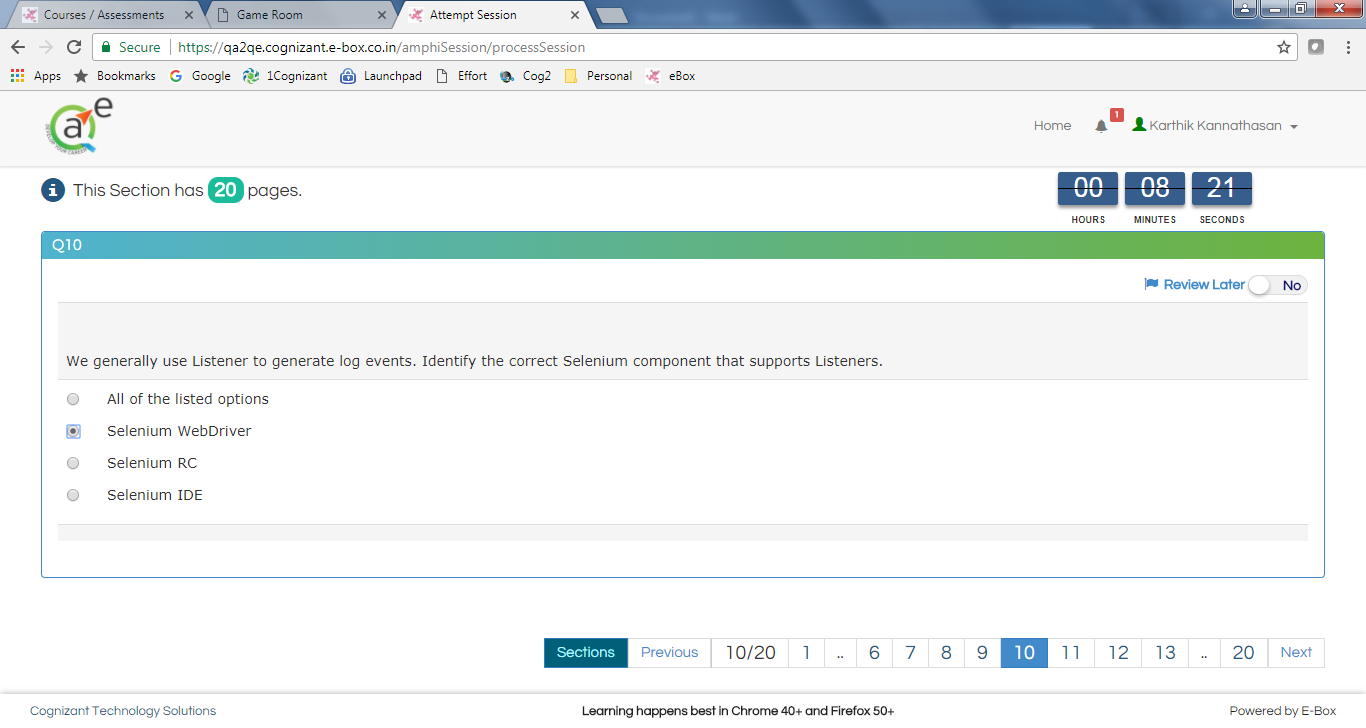 Courses / Assessments
Game Room
Attempt Session
Secure https://qa2qe.cognizant.e-box.co.in/amphiSession/processSession
Apps Bookmarks Google 1Cognizant Launchpad Effort Cog2 Personal eBox
a e
Home 1 Karthik Kannathasan
This Section has 20 pages.
00 08 21
HOURS MINUTES SECONDS
Q10
Review Later No
We generally use Listener to generate log events. Identify the correct Selenium component that supports Listeners.
All of the listed options
Selenium WebDriver
Selenium RC
Selenium IDE
Sections Previous 10/20 1 .. 6 7 8 9 10 11 12 13 .. 20 Next
Cognizant Technology Solutions Learning happens best in Chrome 40+ and Firefox 50+ Powered by E-Box